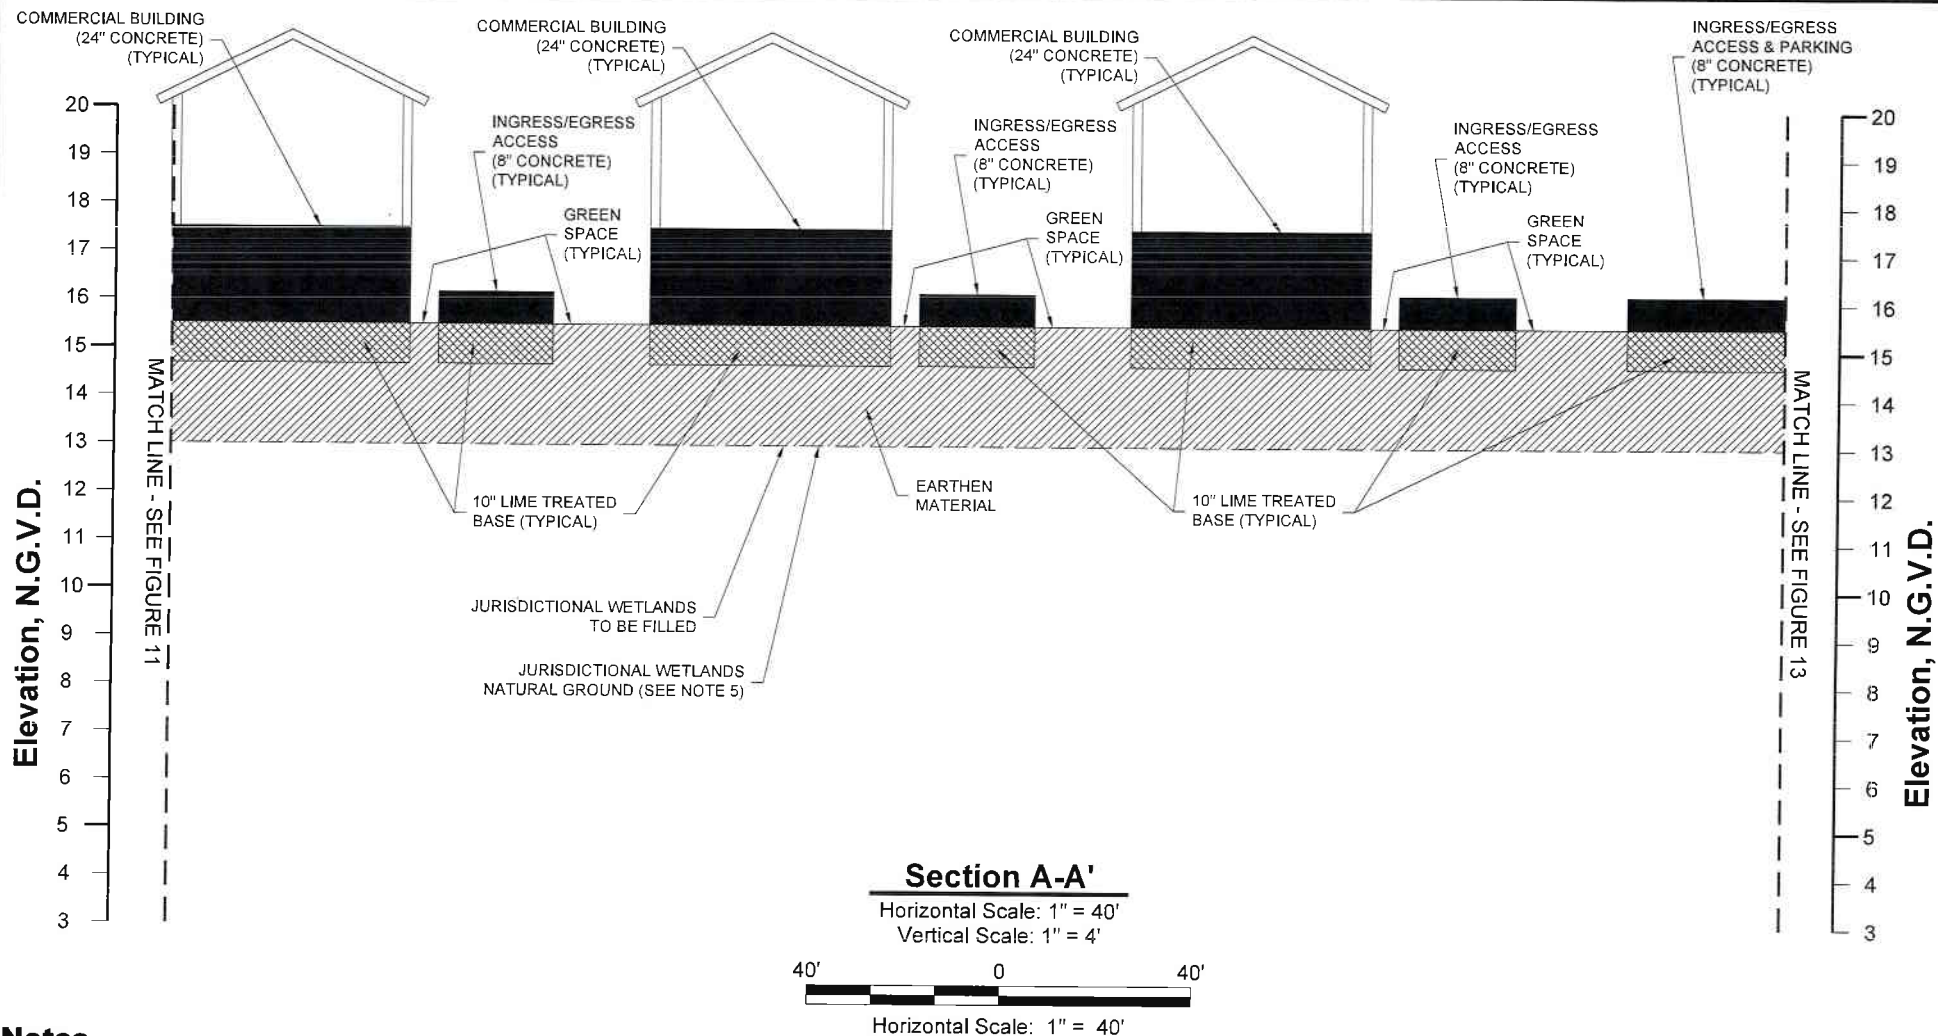 COMMERCIAL BUILDING
(24" CONCRETE)
(TYPICAL)
COMMERCIAL BUILDING
(24" CONCRETE)
(TYPICAL)
COMMERCIAL BUILDING
(24" CONCRETE)
(TYPICAL)
INGRESS/EGRESS
ACCESS & PARKING
(8" CONCRETE)
(TYPICAL)
INGRESS/EGRESS
ACCESS
(8" CONCRETE)
(TYPICAL)
INGRESS/EGRESS
ACCESS
(8" CONCRETE)
(TYPICAL)
INGRESS/EGRESS
ACCESS
(8" CONCRETE)
(TYPICAL)
GREEN
SPACE
(TYPICAL)
GREEN
SPACE
(TYPICAL)
GREEN
SPACE
(TYPICAL)
20
19
18
17
16
15
14
13
12
11
10
9
8
7
6
5
4
3
Elevation, N.G.V.D.
MATCH LINE - SEE FIGURE 11
10" LIME TREATED
BASE (TYPICAL)
EARTHEN
MATERIAL
10" LIME TREATED
BASE (TYPICAL)
JURISDICTIONAL WETLANDS
TO BE FILLED
JURISDICTIONAL WETLANDS
NATURAL GROUND (SEE NOTE 5)
MATCH LINE - SEE FIGURE 13
20
19
18
17
16
15
14
13
12
11
10
9
8
7
6
5
4
3
Elevation, N.G.V.D.
Section A-A'
Horizontal Scale: 1" = 40'
Vertical Scale: 1" = 4'
40' 0 40'
Horizontal Scale: 1" = 40'
Notes